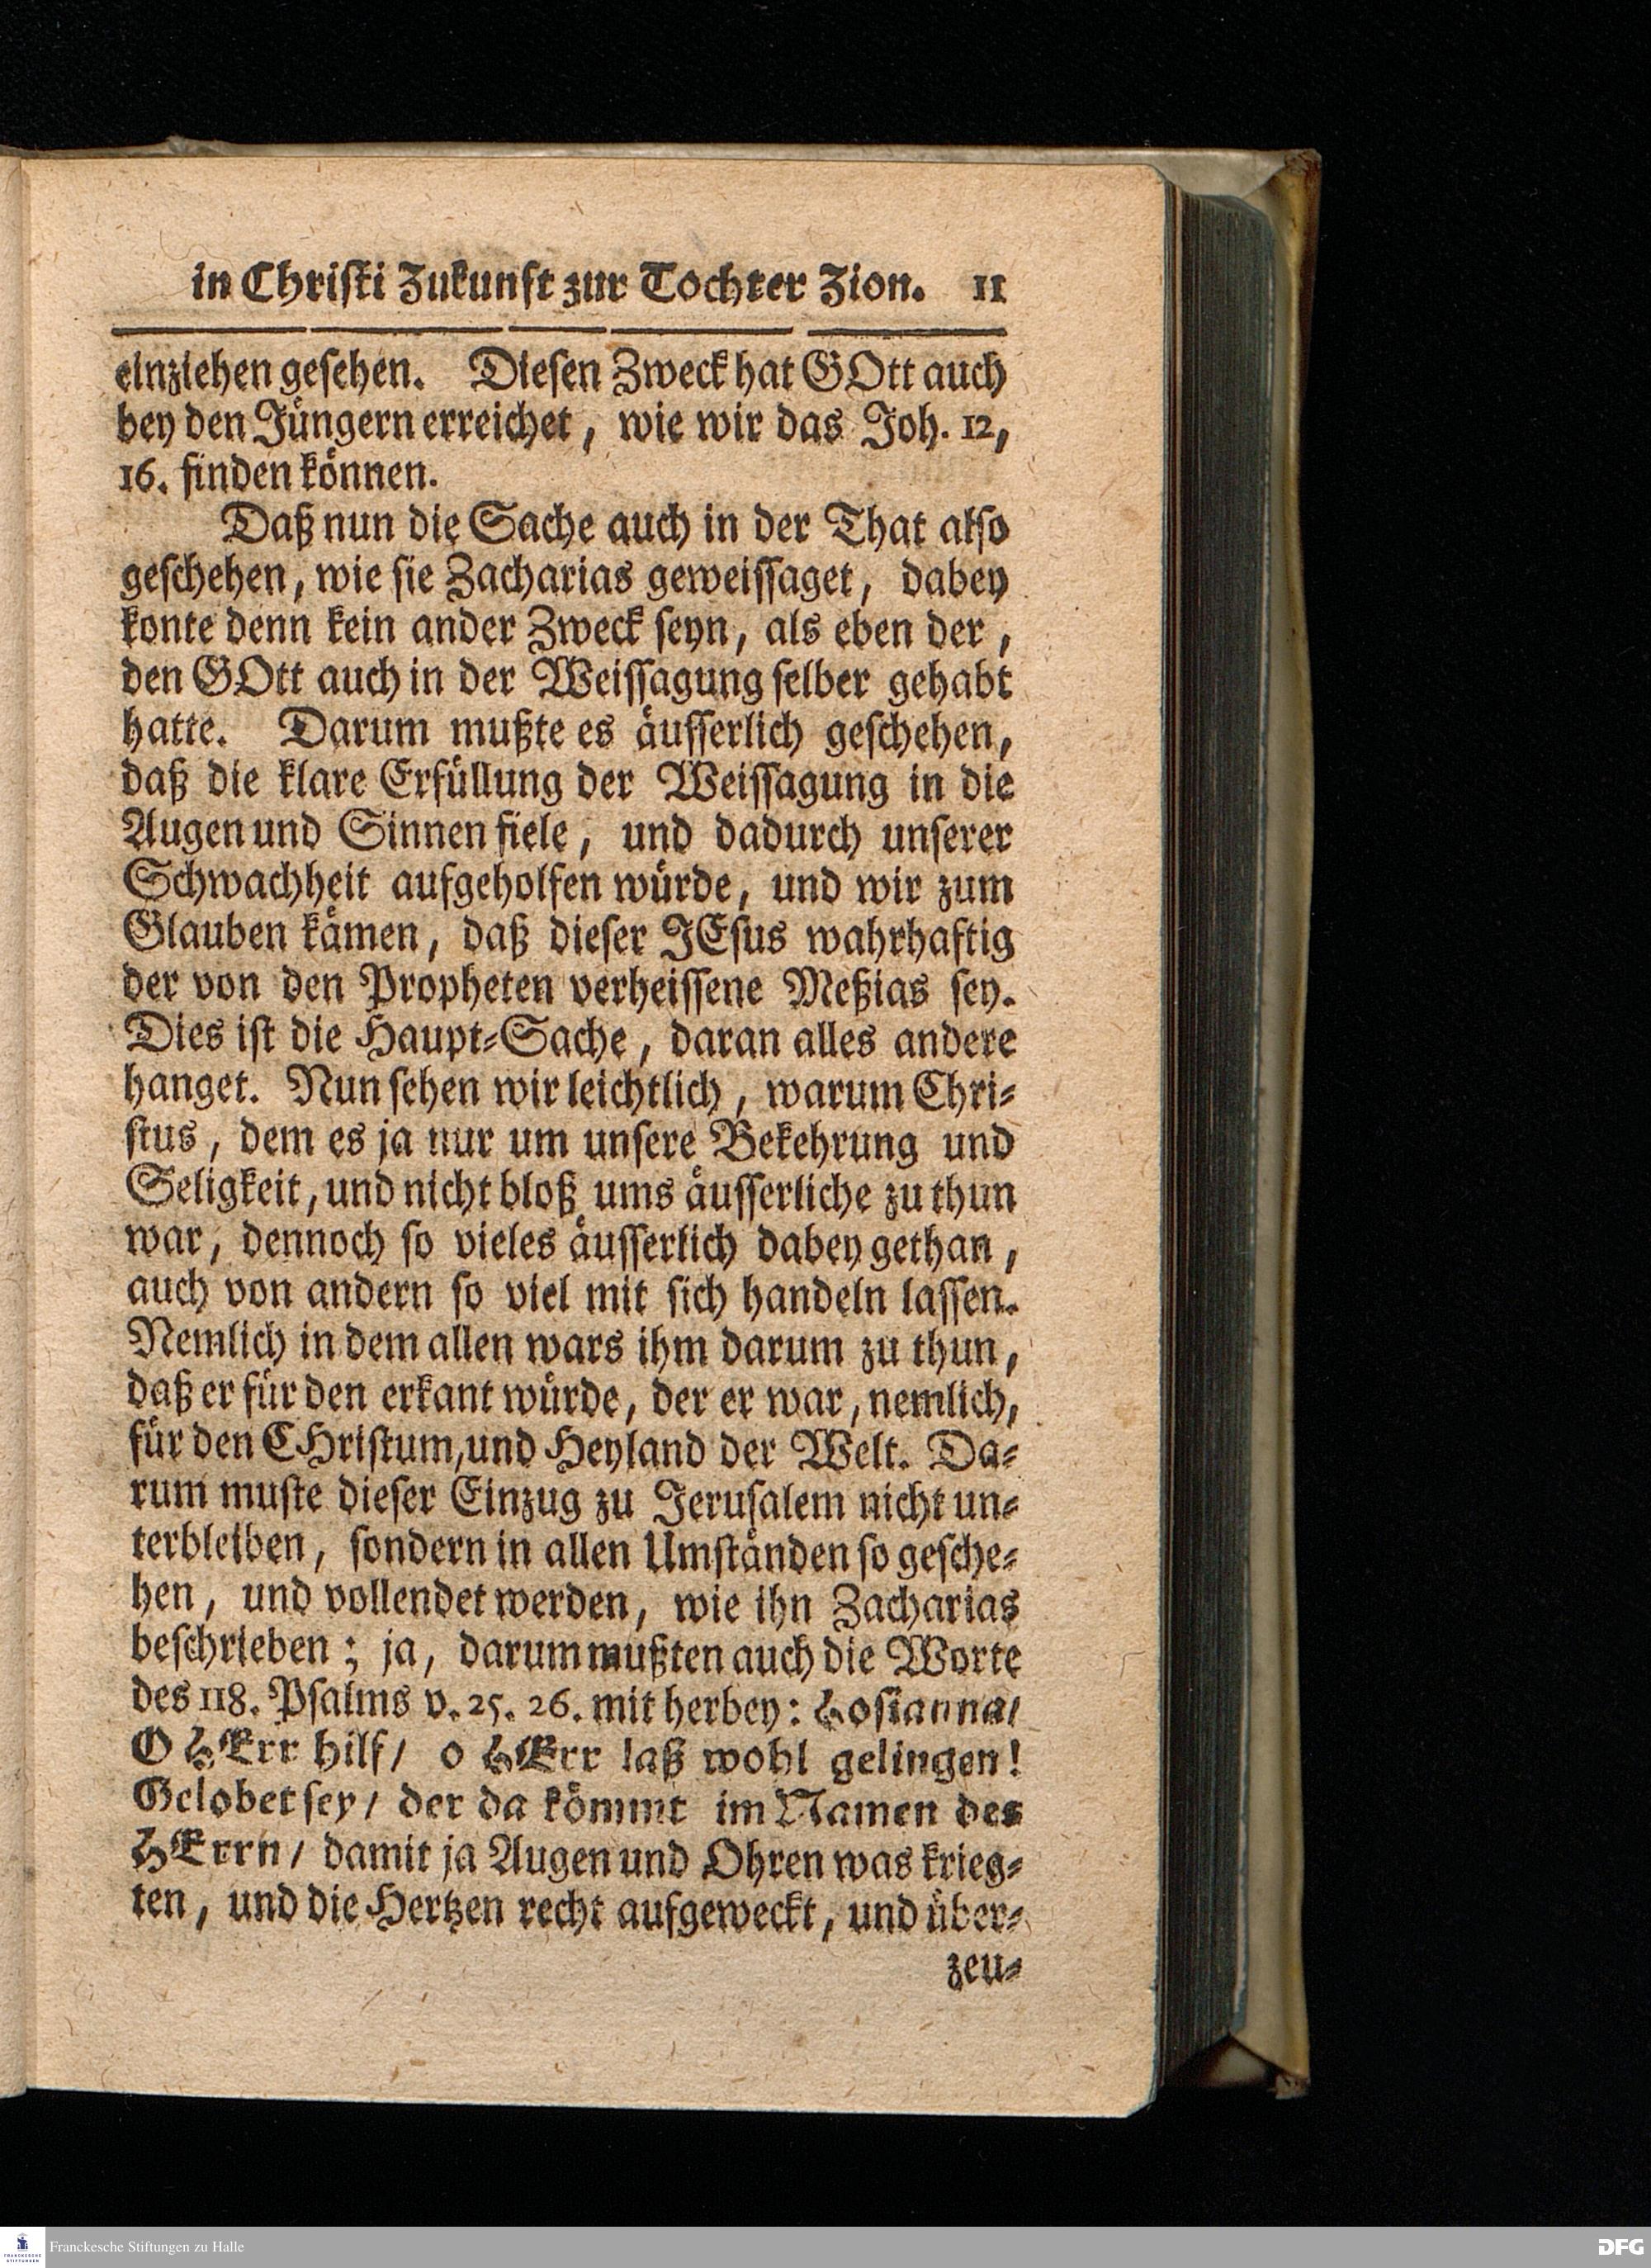 in Christi Zukunft zur Tochter Zion. 11
einziehen gesehen. Diesen Zweck hat GOtt auch
bey den Jüngern erreichet, wie wir das Joh. 12,
16. finden können.
Daß nun die Sache auch in der That also
geschehen, wie sie Zacharias geweissaget, dabey
konte denn kein ander Zweck seyn, als eben der,
den GOtt auch in der Weissagung selber gehabt
hatte. Darum mußte es äusserlich geschehen,
daß die klare Erfüllung der Weissagung in die
Augen und Sinnen fiele, und dadurch unserer
Schwachheit aufgeholfen würde, und wir zum
Glauben kämen, daß dieser JEsus wahrhaftig
der von den Propheten verheissene Meßias sey.
Dies ist die Haupt-Sache, daran alles andere
hanget. Nun sehen wir leichtlich, warum Chri-
stus, dem es ja nur um unsere Bekehrung und
Seligkeit, und nicht bloß ums äusserliche zu thun
war, dennoch so vieles äusserlich dabey gethan,
auch von andern so viel mit sich handeln lassen.
Nemlich in dem allen wars ihm darum zu thun,
daß er für den erkant würde, der er war, nemlich,
für den CHristum, und Heyland der Welt. Da-
rum muste dieser Einzug zu Jerusalem nicht un-
terbleiben, sondern in allen Umständen so gesche-
hen, und vollendet werden, wie ihn Zacharias
beschrieben; ja, darum mußten auch die Worte
des 118. Psalms v. 25. 26. mit herbey: Hosianna/
O HErr hilf/ o HErr laß wohl gelingen!
Gelobet sey/ der da kömmt im Namen des
HErrn/ damit ja Augen und Ohren was krieg-
ten, und die Hertzen recht aufgeweckt, und über-
zeu-
FRANCKESCHE STIFTUNGEN
Franckesche Stiftungen zu Halle
DFG